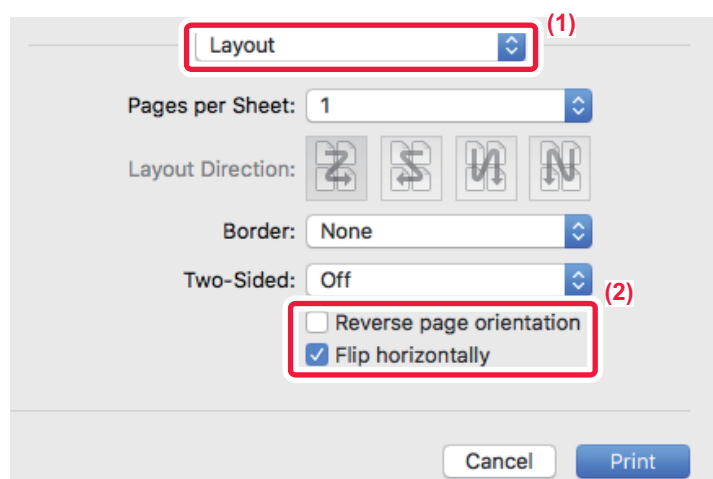 (1)
Layout
Pages per Sheet: 1
Layout Direction:
Border: None
Two-Sided: Off
(2)
Reverse page orientation
Flip horizontally
Cancel Print